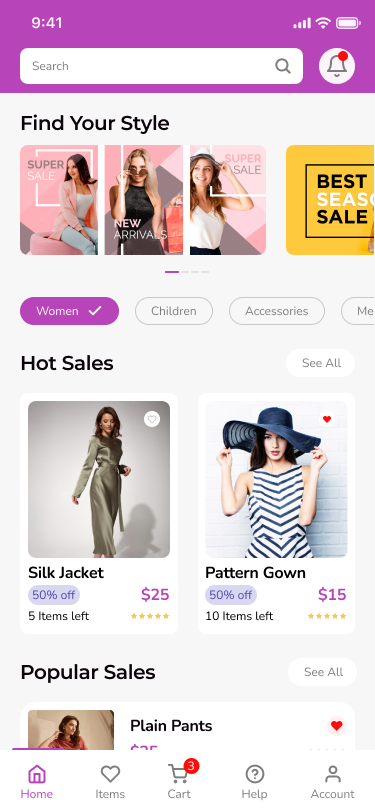 9:41
Search
Find Your Style
SUPER
SALE
NEW
ARRIVALS
SUPER
SALE
BEST
SEASO
SALE
Women
Children
Accessories
Me
Hot Sales
See All
Silk Jacket
50% off
$25
5 Items left
Pattern Gown
50% off
$15
10 Items left
Popular Sales
See All
Plain Pants
$25
3
Home
Items
Cart
Help
Account